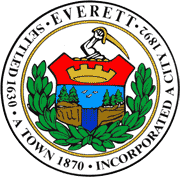 EVERETT
· SETTLED 1630 · A TOWN 1870 · INCORPORATED A CITY 1892 ·